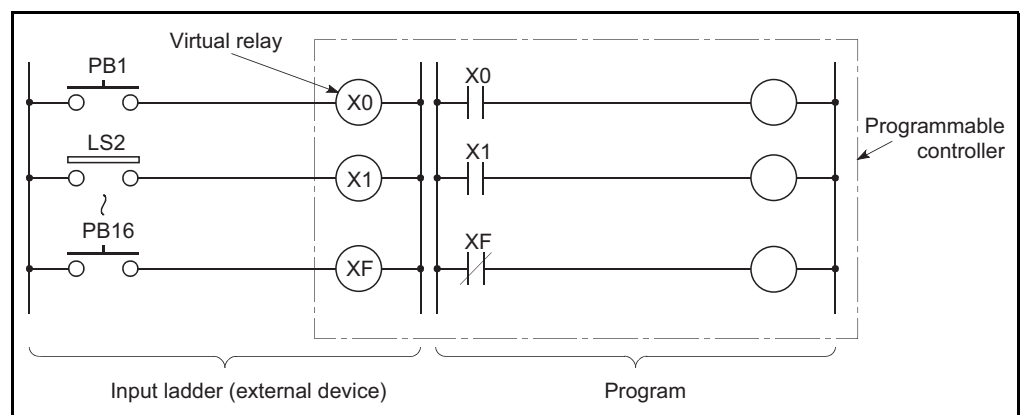 Virtual relay
PB1
X0
X0
Programmable
controller
LS2
X1
X1
PB16
XF
XF
Input ladder (external device)
Program